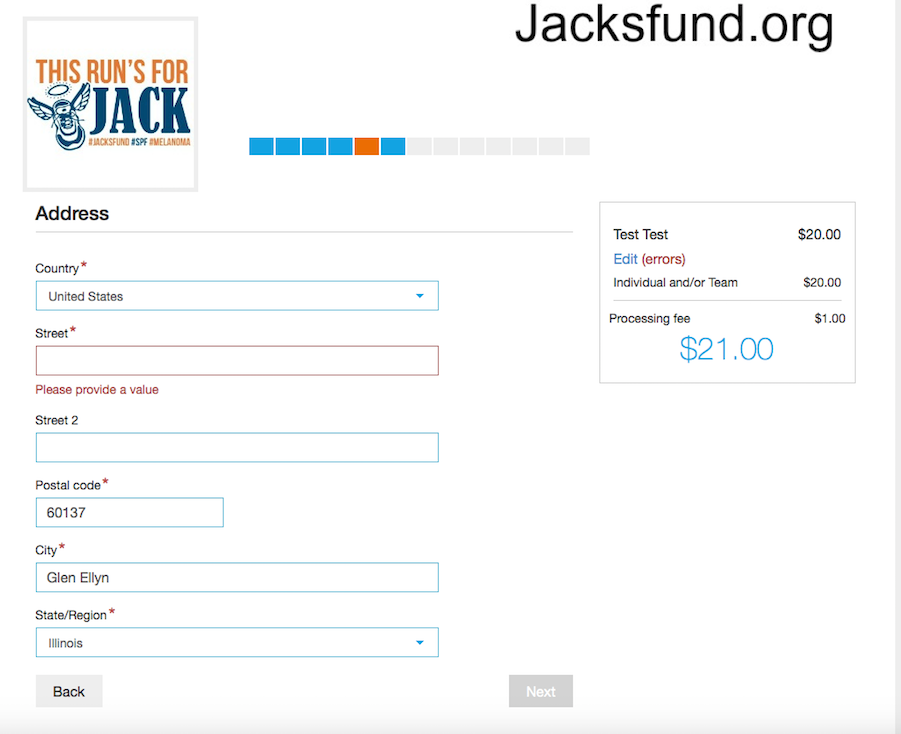 Jacksfund.org
THIS RUN'S FOR
JACK
#JACKSFUND #SPF #MELANOMA
Address
Country*
United States
Street*
Please provide a value
Street 2
Postal code*
60137
City*
Glen Ellyn
State/Region*
Illinois
Back
Next
Test Test $20.00
Edit (errors)
Individual and/or Team $20.00
Processing fee $1.00
$21.00